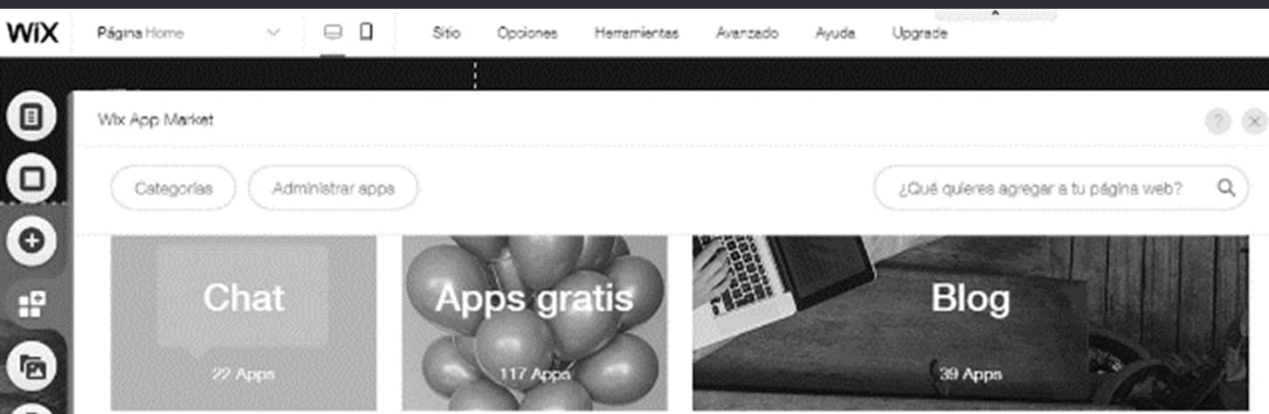 WiX Página Home Sitio Opciones Herramientas Avanzado Ayuda Upgrade
Wix App Market ?
Categorías Administrar apps ¿Qué quieres agregar a tu página web?
Chat Apps gratis Blog
22 Apps 117 Apps 39 Apps